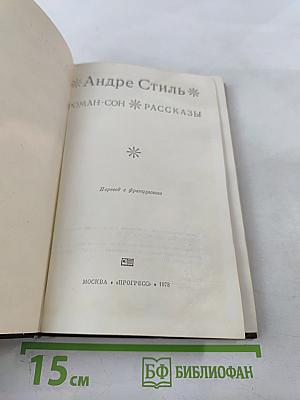 Андре Стиль
РОМАН-СОН РАССКАЗЫ
Перевод с французского
МОСКВА • «ПРОГРЕСС» • 1978
15 см
БФ БИБЛИОФАН